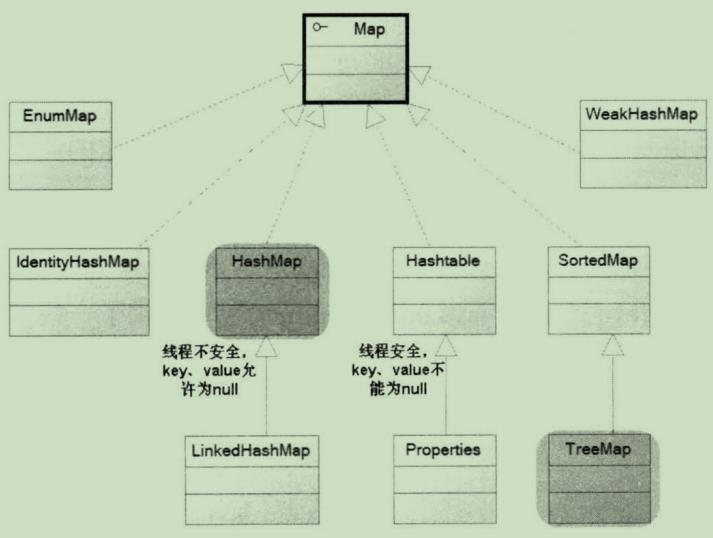 Map
EnumMap
WeakHashMap
IdentityHashMap
HashMap
Hashtable
SortedMap
线程不安全，
key、value允
许为null
线程安全，
key、value不
能为null
LinkedHashMap
Properties
TreeMap